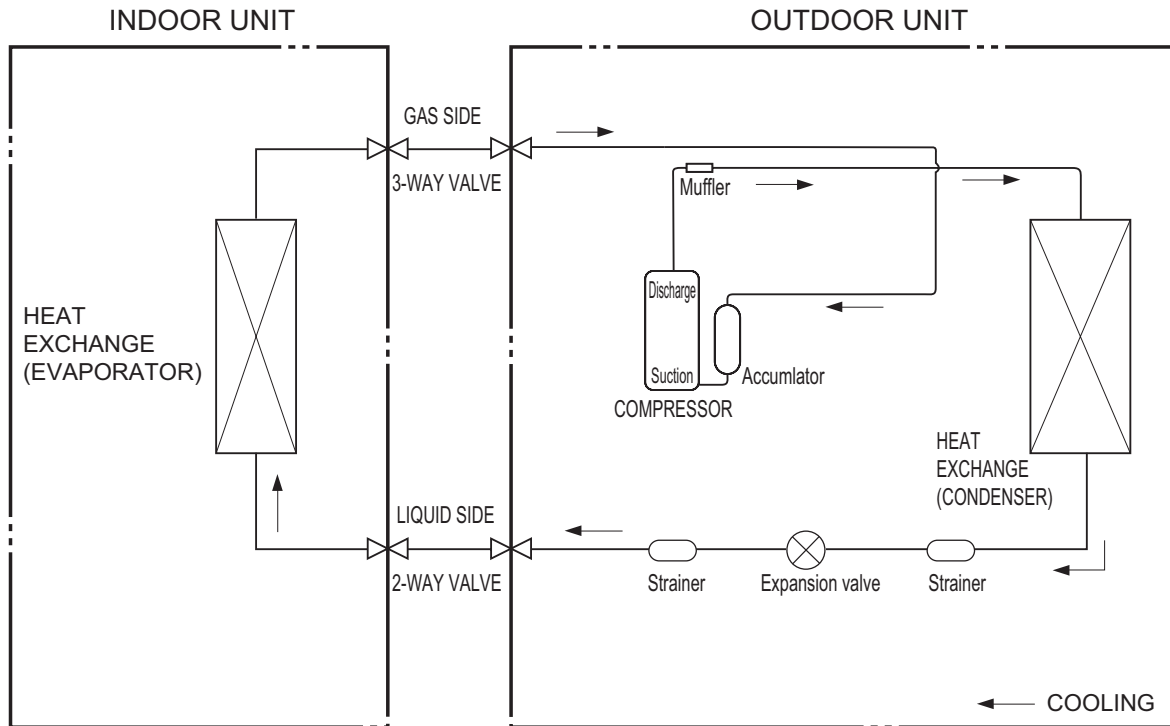 INDOOR UNIT
OUTDOOR UNIT
GAS SIDE
3-WAY VALVE
Muffler
Discharge
Suction
Accumlator
COMPRESSOR
HEAT
EXCHANGE
(EVAPORATOR)
HEAT
EXCHANGE
(CONDENSER)
LIQUID SIDE
2-WAY VALVE
Strainer
Expansion valve
Strainer
COOLING